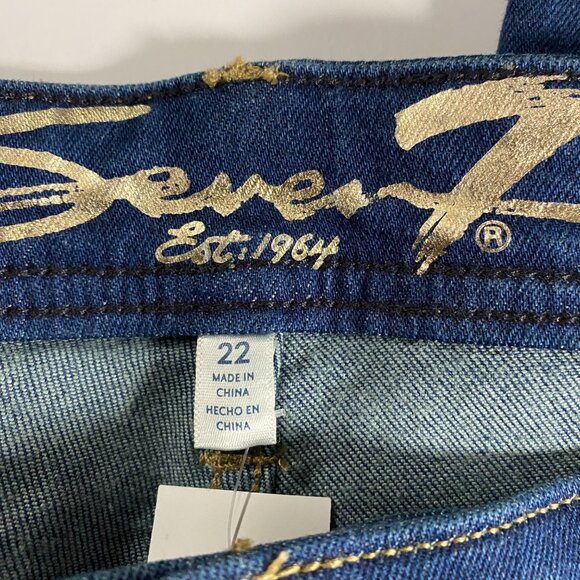 Seven7
®
Est. 1964
22
MADE IN
CHINA
HECHO EN
CHINA